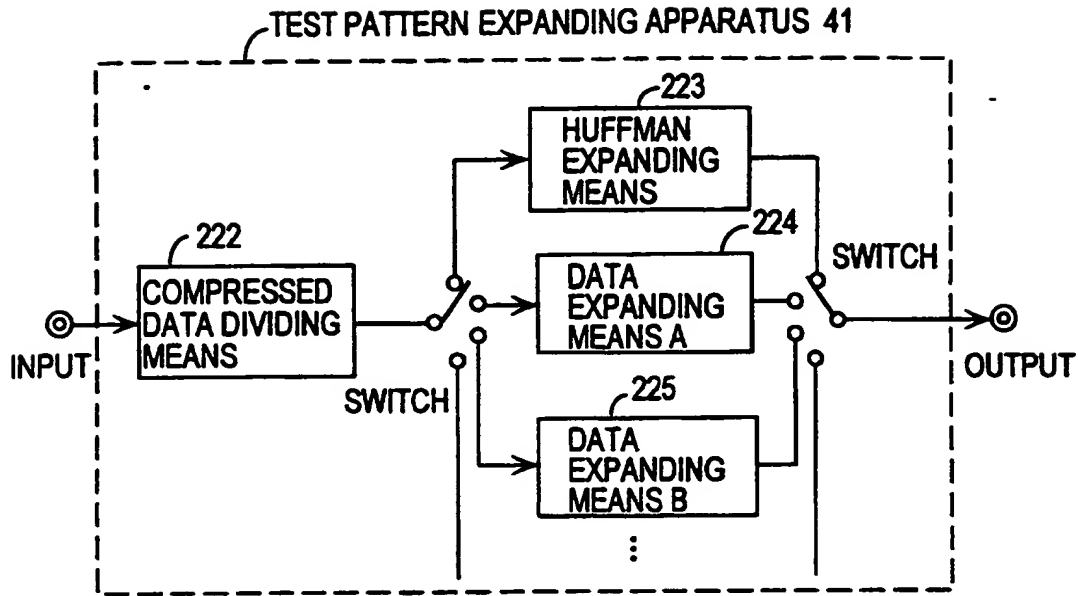 TEST PATTERN EXPANDING APPARATUS 41
223
HUFFMAN
EXPANDING
MEANS
222
COMPRESSED
DATA DIVIDING
MEANS
224
DATA
EXPANDING
MEANS A
SWITCH
INPUT
OUTPUT
SWITCH
225
DATA
EXPANDING
MEANS B